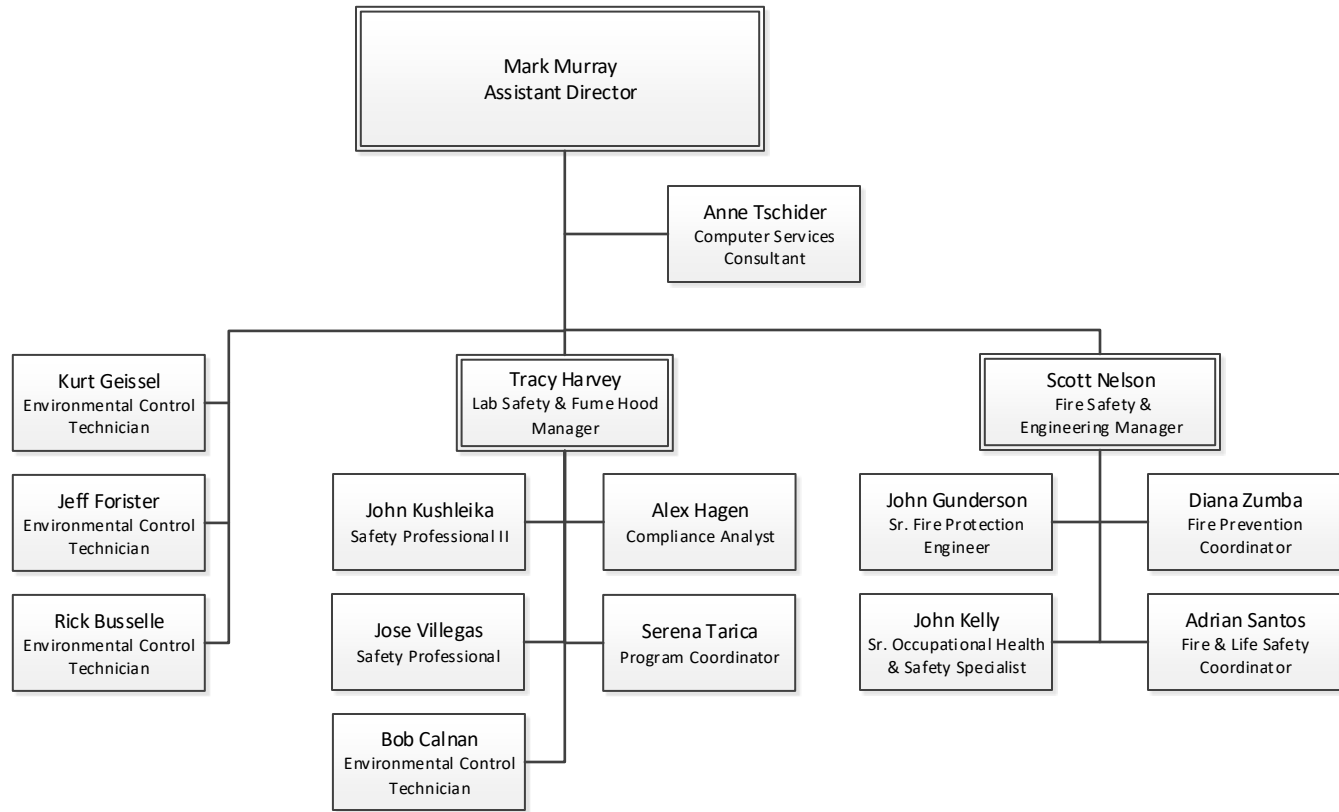 Mark Murray
Assistant Director
Anne Tschider
Computer Services
Consultant
Kurt Geissel
Environmental Control
Technician
Jeff Forister
Environmental Control
Technician
Rick Busselle
Environmental Control
Technician
Tracy Harvey
Lab Safety & Fume Hood
Manager
John Kushleika
Safety Professional II
Alex Hagen
Compliance Analyst
Jose Villegas
Safety Professional
Serena Tarica
Program Coordinator
Bob Calnan
Environmental Control
Technician
Scott Nelson
Fire Safety &
Engineering Manager
John Gunderson
Sr. Fire Protection
Engineer
Diana Zumba
Fire Prevention
Coordinator
John Kelly
Sr. Occupational Health
& Safety Specialist
Adrian Santos
Fire & Life Safety
Coordinator